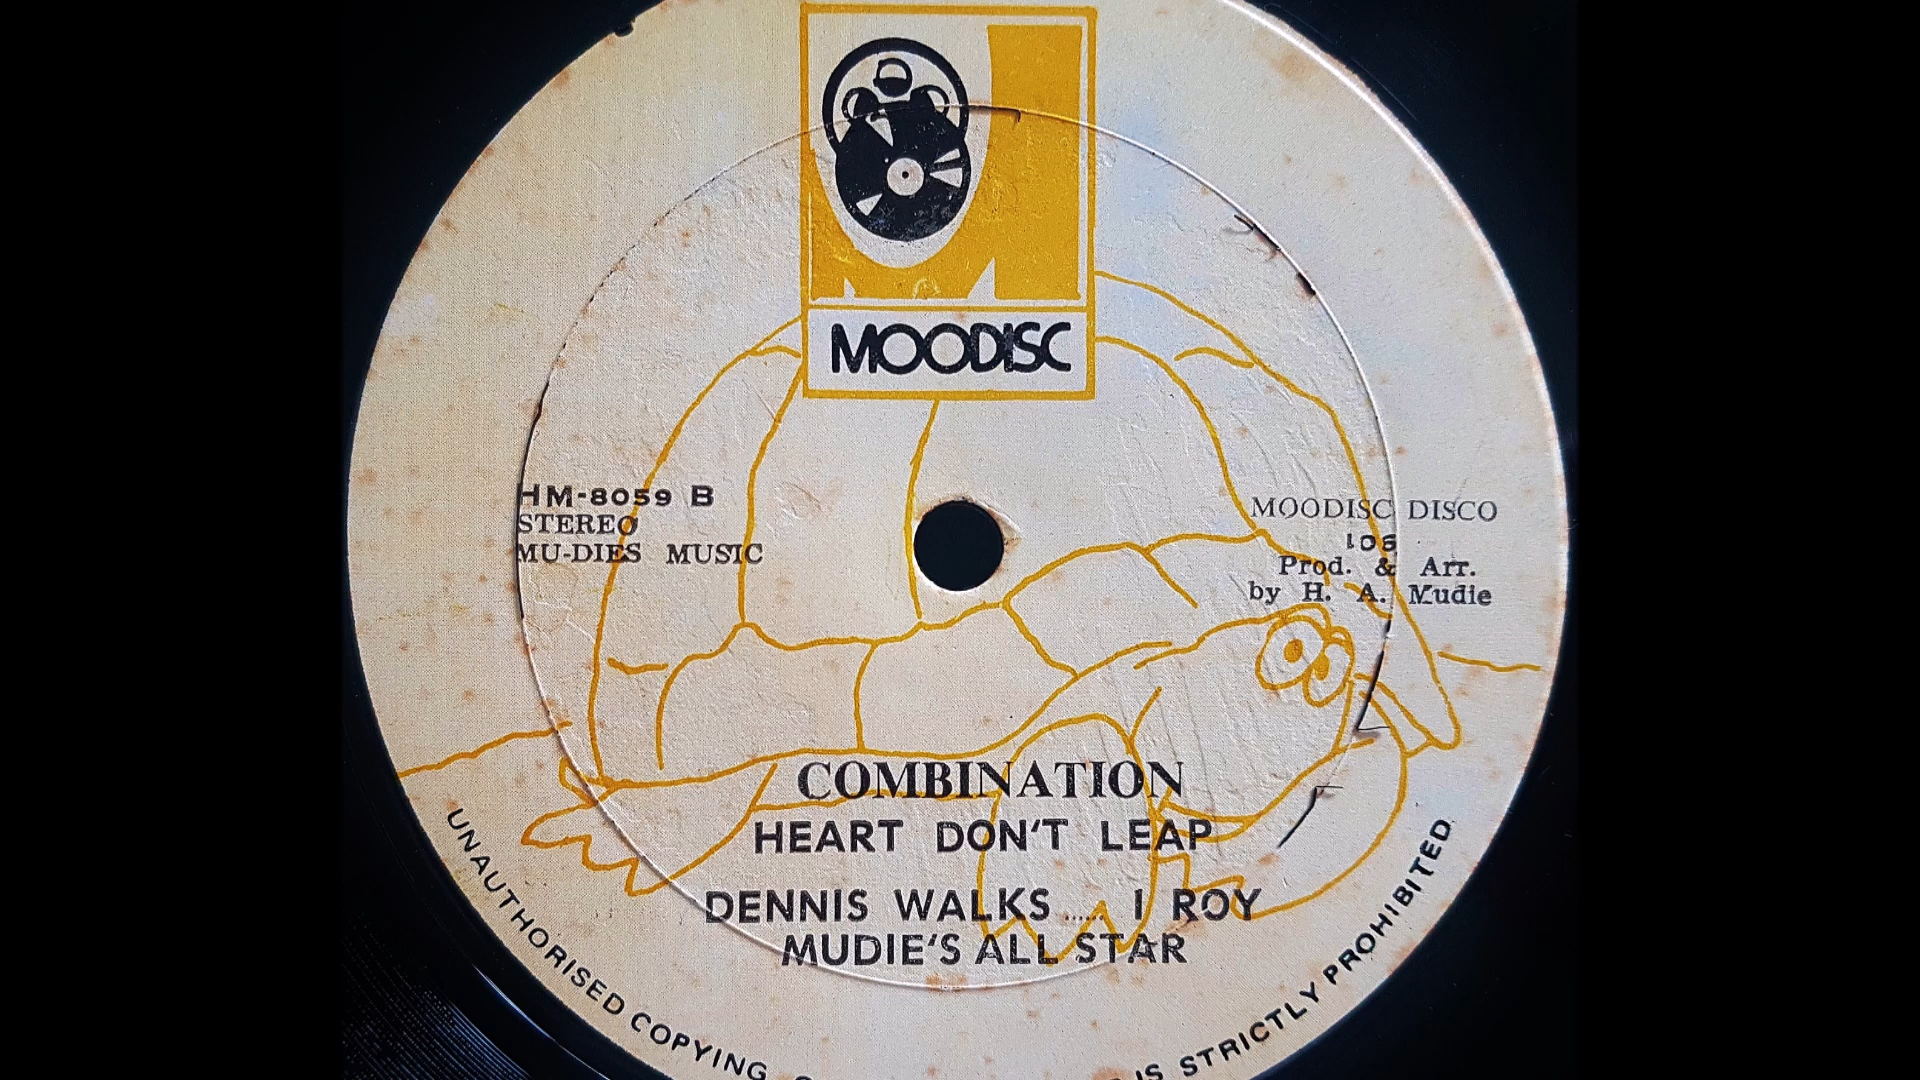 MOODISC
HM-8059 B
STEREO
MU-DIES MUSIC
MOODISC DISCO
106
Prod. & Arr.
by H. A. Mudie
COMBINATION
HEART DON'T LEAP
DENNIS WALKS...... I ROY
MUDIE'S ALL STAR
UNAUTHORISED COPYING
IS STRICTLY PROHIBITED.